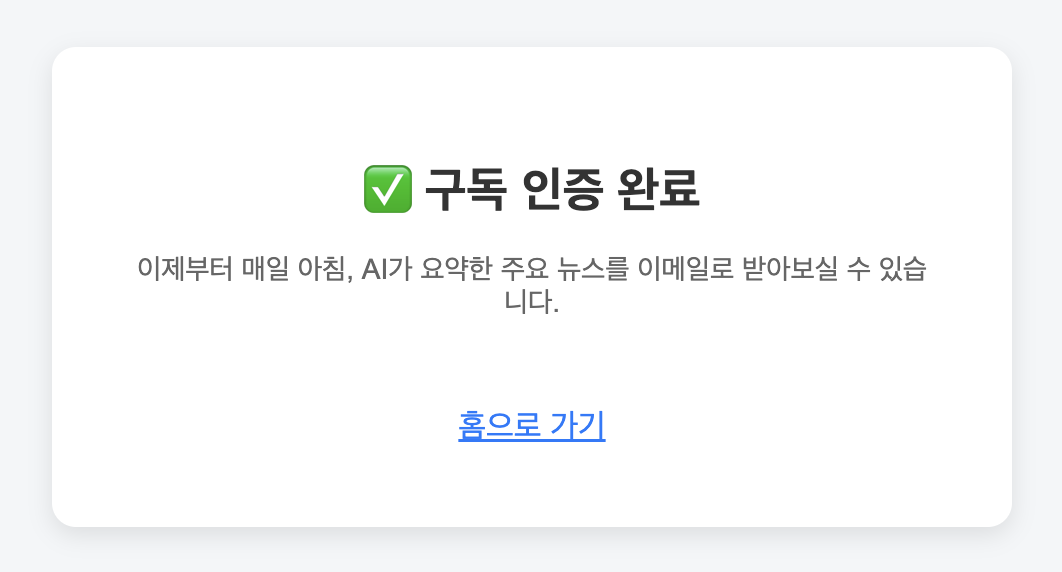 ✅ 구독 인증 완료
이제부터 매일 아침, AI가 요약한 주요 뉴스를 이메일로 받아보실 수 있습
니다.
홈으로 가기